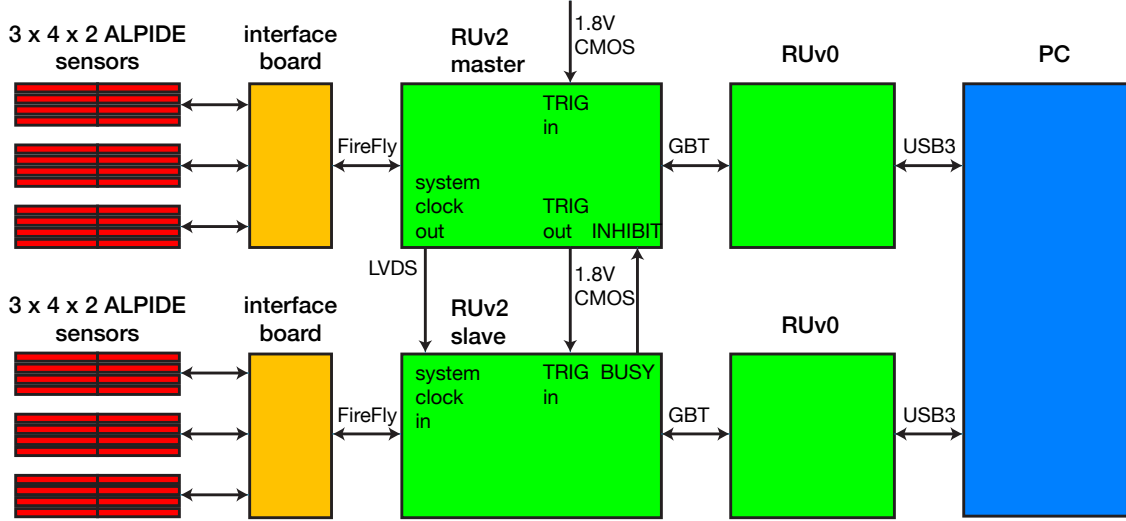 3 x 4 x 2 ALPIDE
sensors
interface
board
RUv2
master
1.8V
CMOS
RUv0
PC
TRIG
in
FireFly
GBT
USB3
system
clock
out
TRIG
out
INHIBIT
LVDS
1.8V
CMOS
3 x 4 x 2 ALPIDE
sensors
interface
board
RUv2
slave
RUv0
system
clock
in
TRIG
in
BUSY
FireFly
GBT
USB3